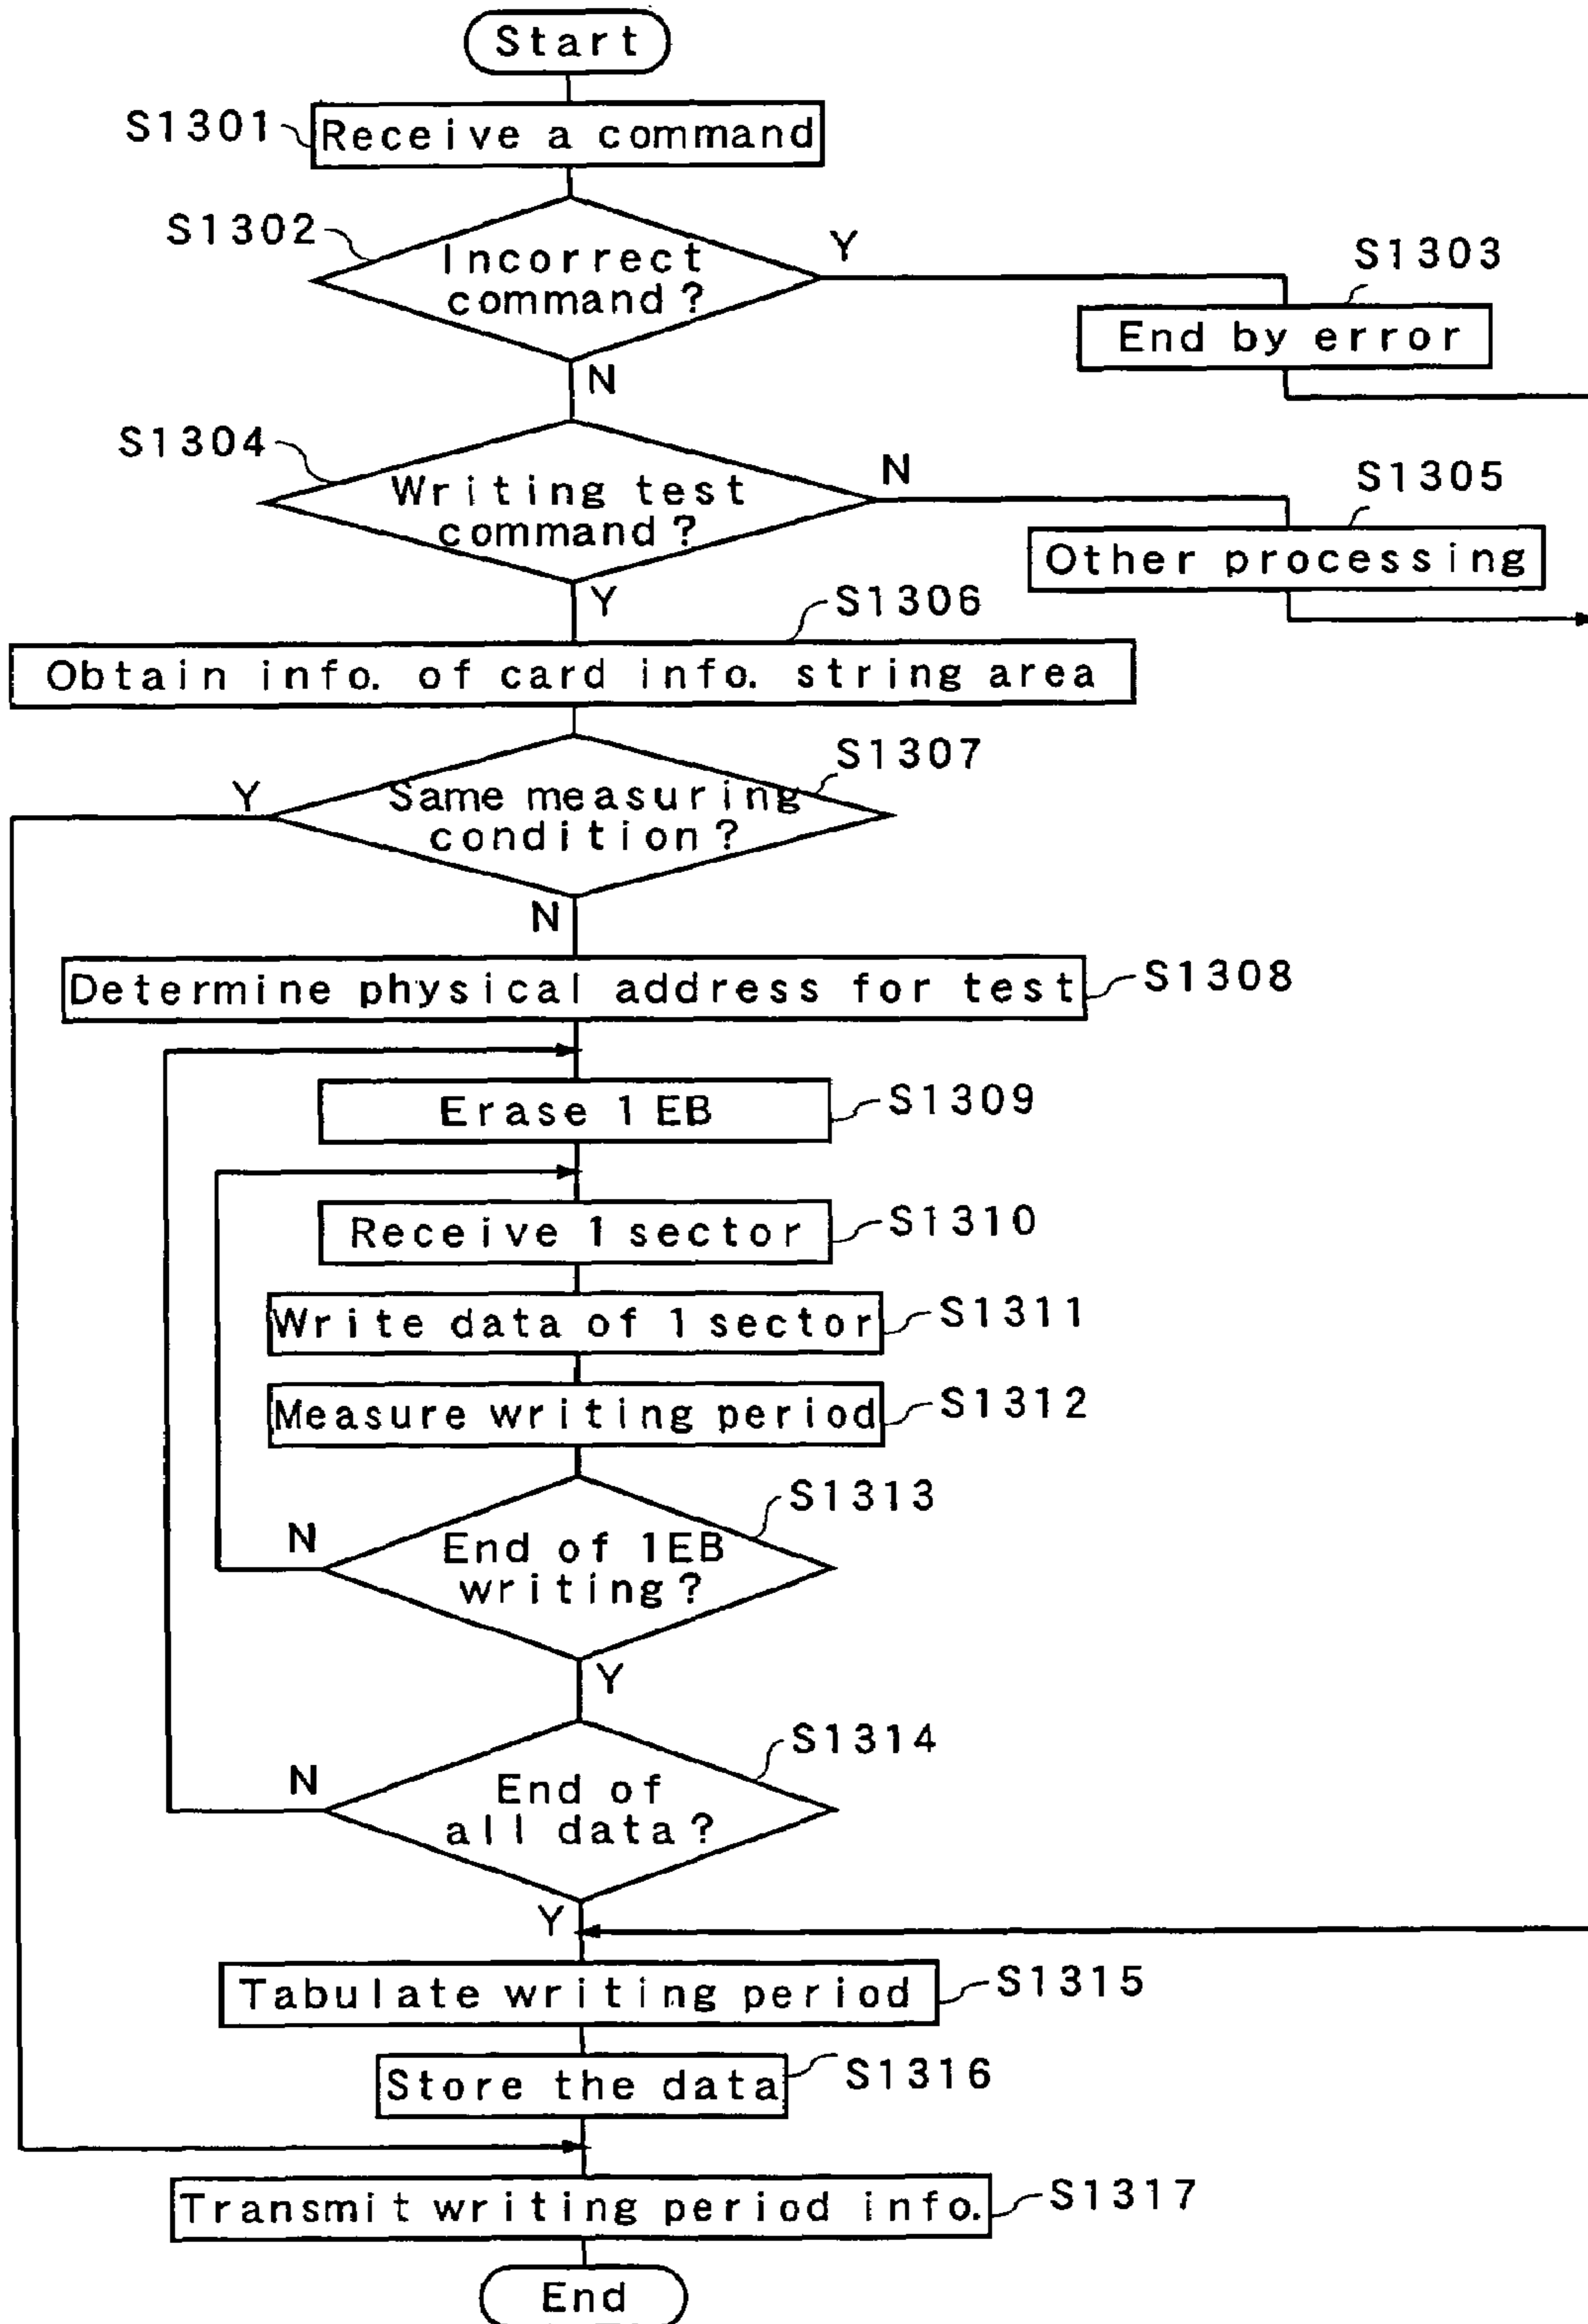 Start
S1301
Receive a command
S1302
Incorrect
command?
Y
N
S1303
End by error
S1304
Writing test
command?
N
Y
S1305
Other processing
S1306
Obtain info. of card info. string area
S1307
Same measuring
condition?
Y
N
Determine physical address for test
S1308
Erase 1 EB
S1309
Receive 1 sector
S1310
Write data of 1 sector
S1311
Measure writing period
S1312
S1313
End of 1EB
writing?
N
Y
S1314
End of
all data?
N
Y
Tabulate writing period
S1315
Store the data
S1316
Transmit writing period info.
S1317
End